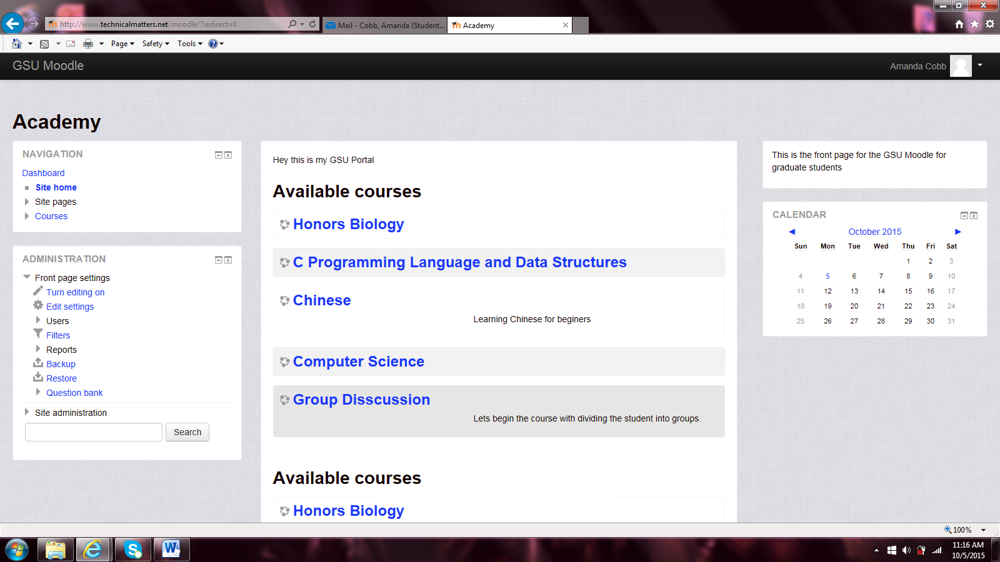 http://www.technicalmatters.net/moodle/?redirect=0
Mail - Cobb, Amanda (Student...
Academy
Page
Safety
Tools
GSU Moodle
Amanda Cobb
Academy
NAVIGATION
Dashboard
Site home
Site pages
Courses
ADMINISTRATION
Front page settings
Turn editing on
Edit settings
Users
Filters
Reports
Backup
Restore
Question bank
Site administration
Search
Hey this is my GSU Portal
Available courses
Honors Biology
C Programming Language and Data Structures
Chinese
Learning Chinese for beginers
Computer Science
Group Disscussion
Lets begin the course with dividing the student into groups.
Available courses
Honors Biology
This is the front page for the GSU Moodle for
graduate students
CALENDAR
October 2015
Sun Mon Tue Wed Thu Fri Sat
1 2 3
4 5 6 7 8 9 10
11 12 13 14 15 16 17
18 19 20 21 22 23 24
25 26 27 28 29 30 31
100%
11:16 AM
10/5/2015